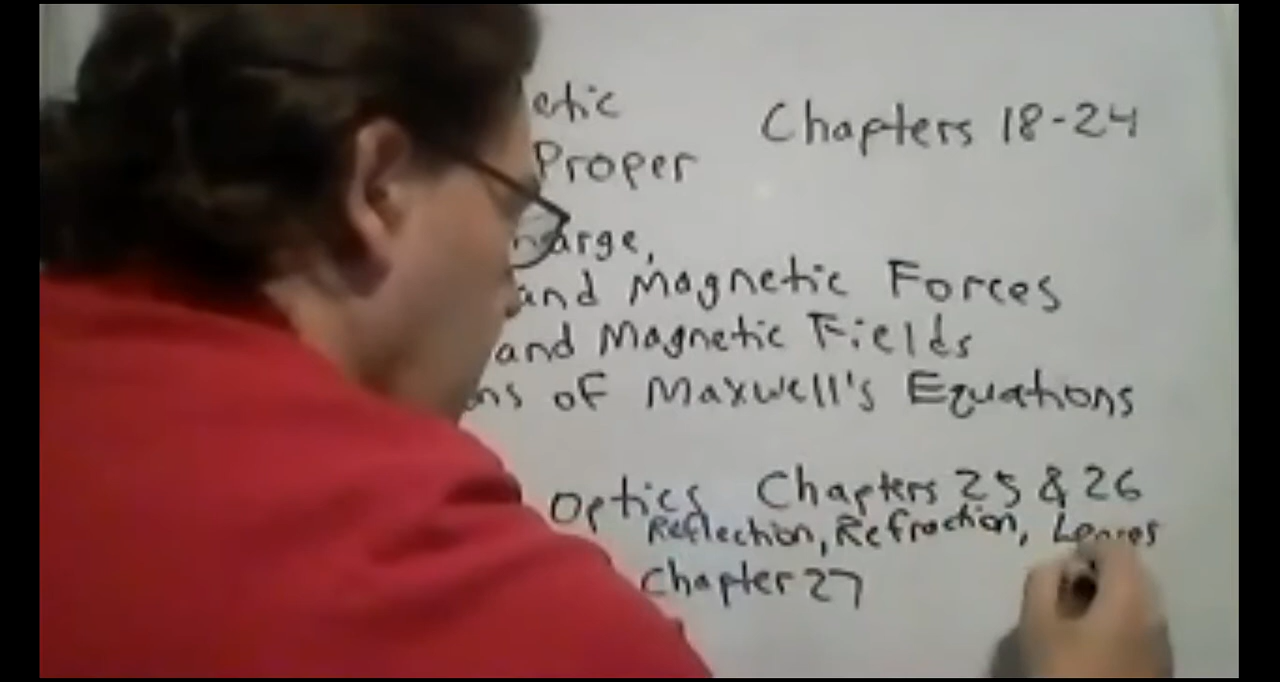 etic Chapters 18-24
Proper
harge,
and Magnetic Forces
and Magnetic Fields
ns of Maxwell's Equations
Optics Chapters 25 & 26
Reflection, Refraction, Lenses
Chapter 27